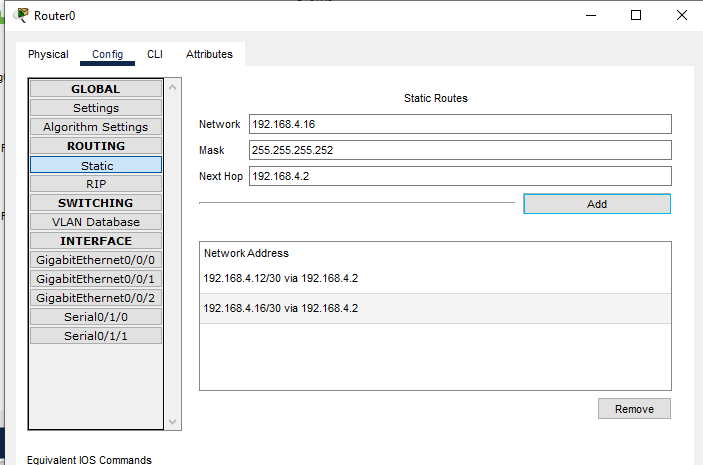 Router0
Physical Config CLI Attributes
GLOBAL
Settings
Algorithm Settings
ROUTING
Static
RIP
SWITCHING
VLAN Database
INTERFACE
GigabitEthernet0/0/0
GigabitEthernet0/0/1
GigabitEthernet0/0/2
Serial0/1/0
Serial0/1/1
Static Routes
Network 192.168.4.16
Mask 255.255.255.252
Next Hop 192.168.4.2
Add
Network Address
192.168.4.12/30 via 192.168.4.2
192.168.4.16/30 via 192.168.4.2
Remove
Equivalent IOS Commands